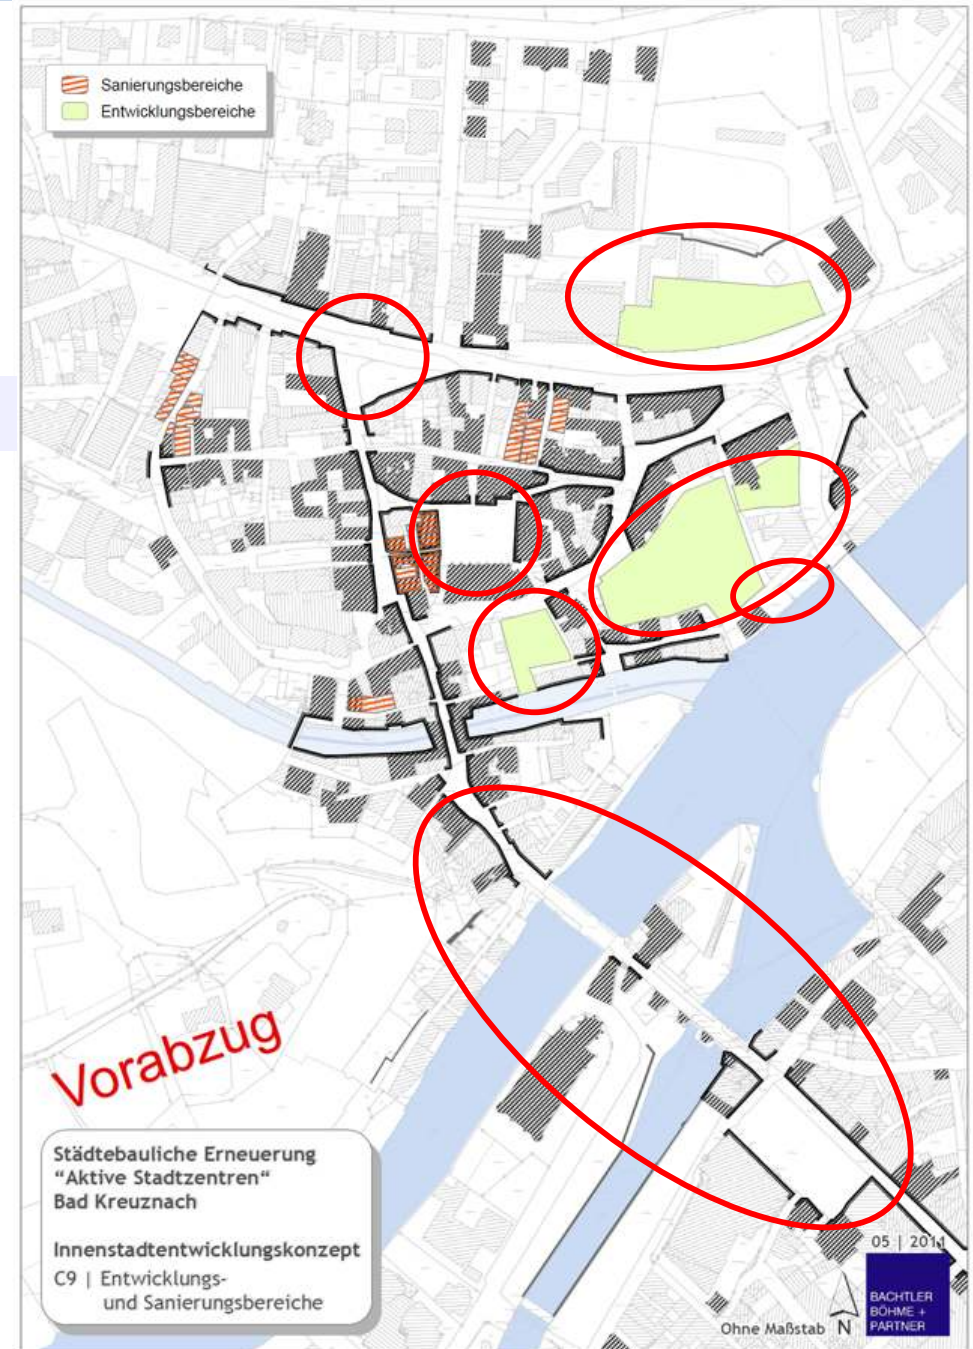 Sanierungsbereiche
Entwicklungsbereiche
Vorabzug
Städtebauliche Erneuerung
"Aktive Stadtzentren"
Bad Kreuznach
Innenstadtentwicklungskonzept
C9 | Entwicklungs-
und Sanierungsbereiche
05 | 2011
Ohne Maßstab N
BACHTLER
BÖHME +
PARTNER